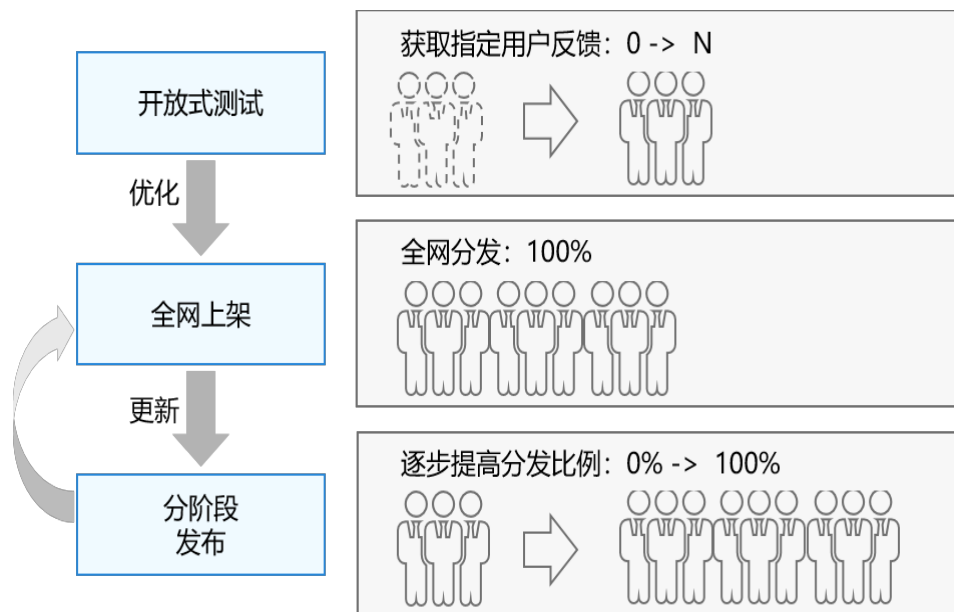 获取指定用户反馈：0 -> N
开放式测试
优化
全网分发：100%
全网上架
更新
逐步提高分发比例：0% -> 100%
分阶段
发布